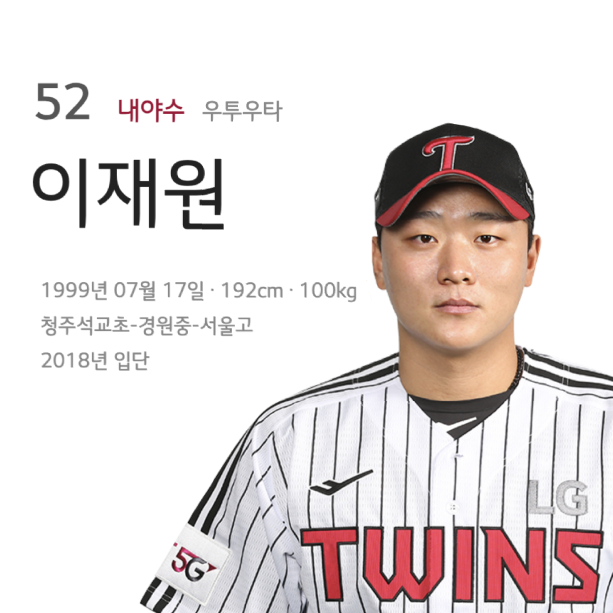 52 내야수 우투우타
이재원
1999년 07월 17일 · 192cm · 100kg
청주석교초-경원중-서울고
2018년 입단
T
LG
TWINS
5G